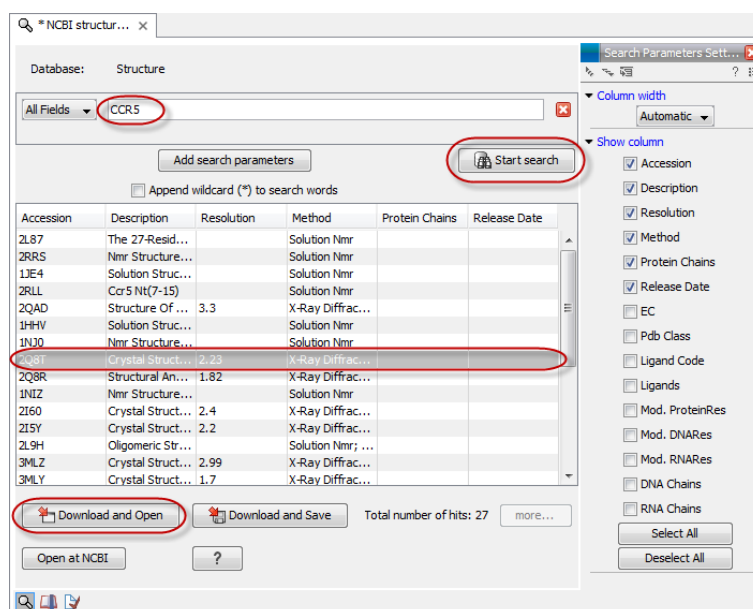 * NCBI structur...
Database: Structure
All Fields CCR5
Add search parameters Start search
Append wildcard (*) to search words
Accession Description Resolution Method Protein Chains Release Date
2L87 The 27-Resid... Solution Nmr
2RRS Nmr Structure... Solution Nmr
1JE4 Solution Struc... Solution Nmr
2RLL Ccr5 Nt(7-15) Solution Nmr
2QAD Structure Of ... 3.3 X-Ray Diffrac...
1HHV Solution Struc... Solution Nmr
1NJ0 Nmr Structure... Solution Nmr
2Q8T Crystal Struct... 2.23 X-Ray Diffrac...
2Q8R Structural An... 1.82 X-Ray Diffrac...
1NIZ Nmr Structure... Solution Nmr
2I60 Crystal Struct... 2.4 X-Ray Diffrac...
2I5Y Crystal Struct... 2.2 X-Ray Diffrac...
2L9H Oligomeric Str... Solution Nmr; ...
3MLZ Crystal Struct... 2.99 X-Ray Diffrac...
3MLY Crystal Struct... 1.7 X-Ray Diffrac...
Download and Open Download and Save Total number of hits: 27 more...
Open at NCBI ?
Search Parameters Sett...
?
Column width
Automatic
Show column
Accession
Description
Resolution
Method
Protein Chains
Release Date
EC
Pdb Class
Ligand Code
Ligands
Mod. ProteinRes
Mod. DNARes
Mod. RNARes
DNA Chains
RNA Chains
Select All
Deselect All